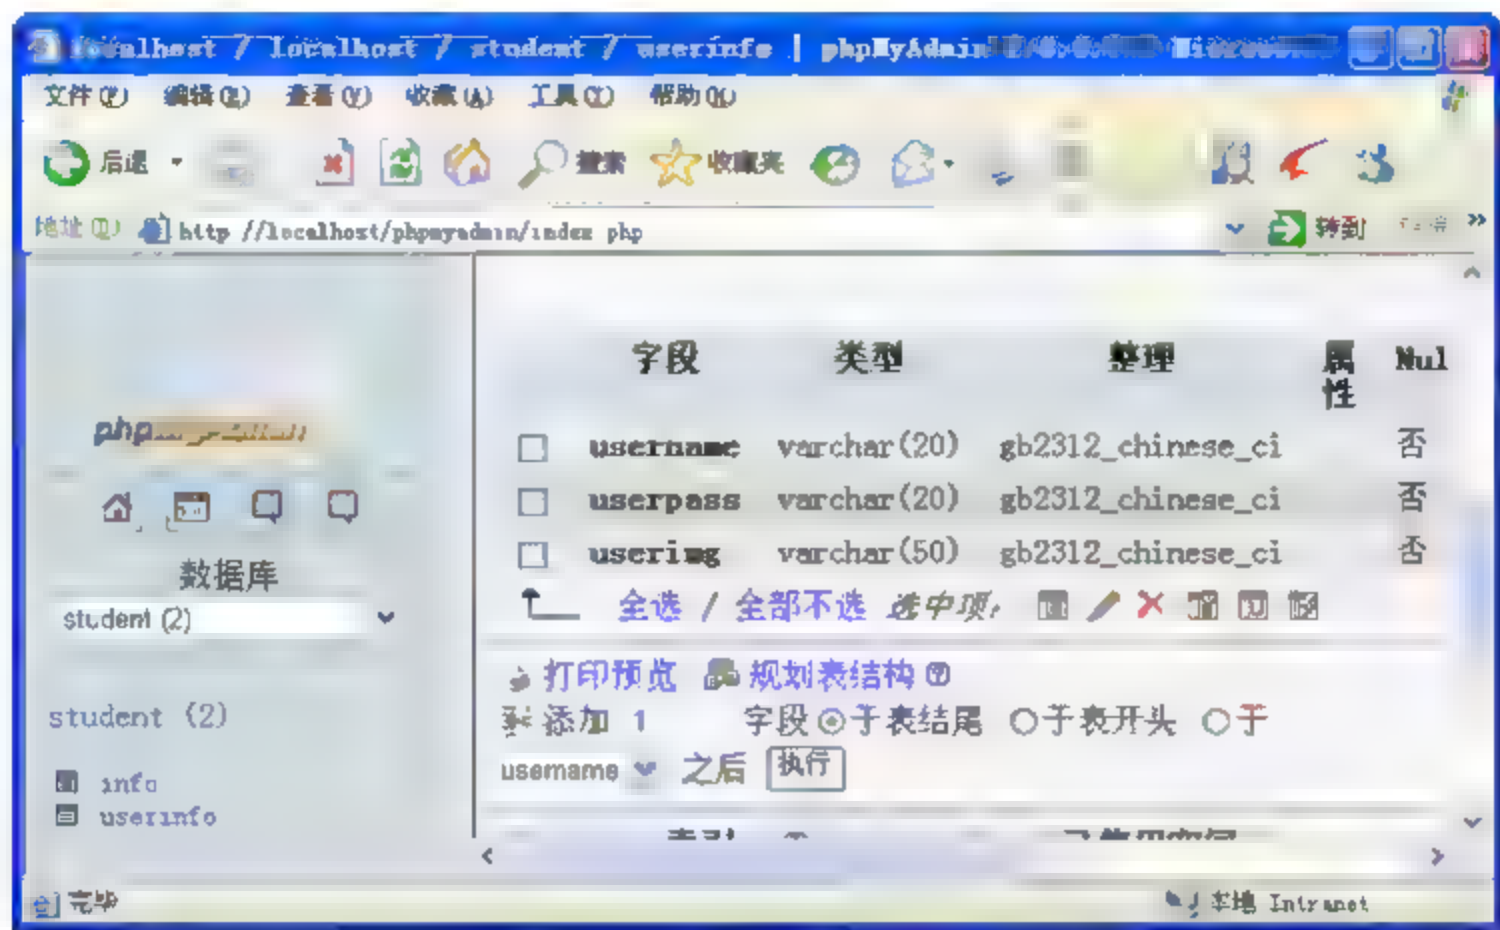 localhost / localhost / student / userinfo | phpMyAdmin
文件(F) 编辑(E) 查看(V) 收藏(A) 工具(T) 帮助(H)
后退 搜索 收藏夹
地址(D) http //localhost/phpmyadmin/index php 转到
php
数据库
student (2)
student (2)
info
userinfo
字段 类型 整理 属性 Nul
username varchar(20) gb2312_chinese_ci 否
userpass varchar(20) gb2312_chinese_ci 否
userimg varchar(50) gb2312_chinese_ci 否
全选 / 全部不选 选中项:
打印预览 规划表结构
添加 1 字段 于表结尾 于表开头 于
username 之后 执行
完毕 本地 Intranet